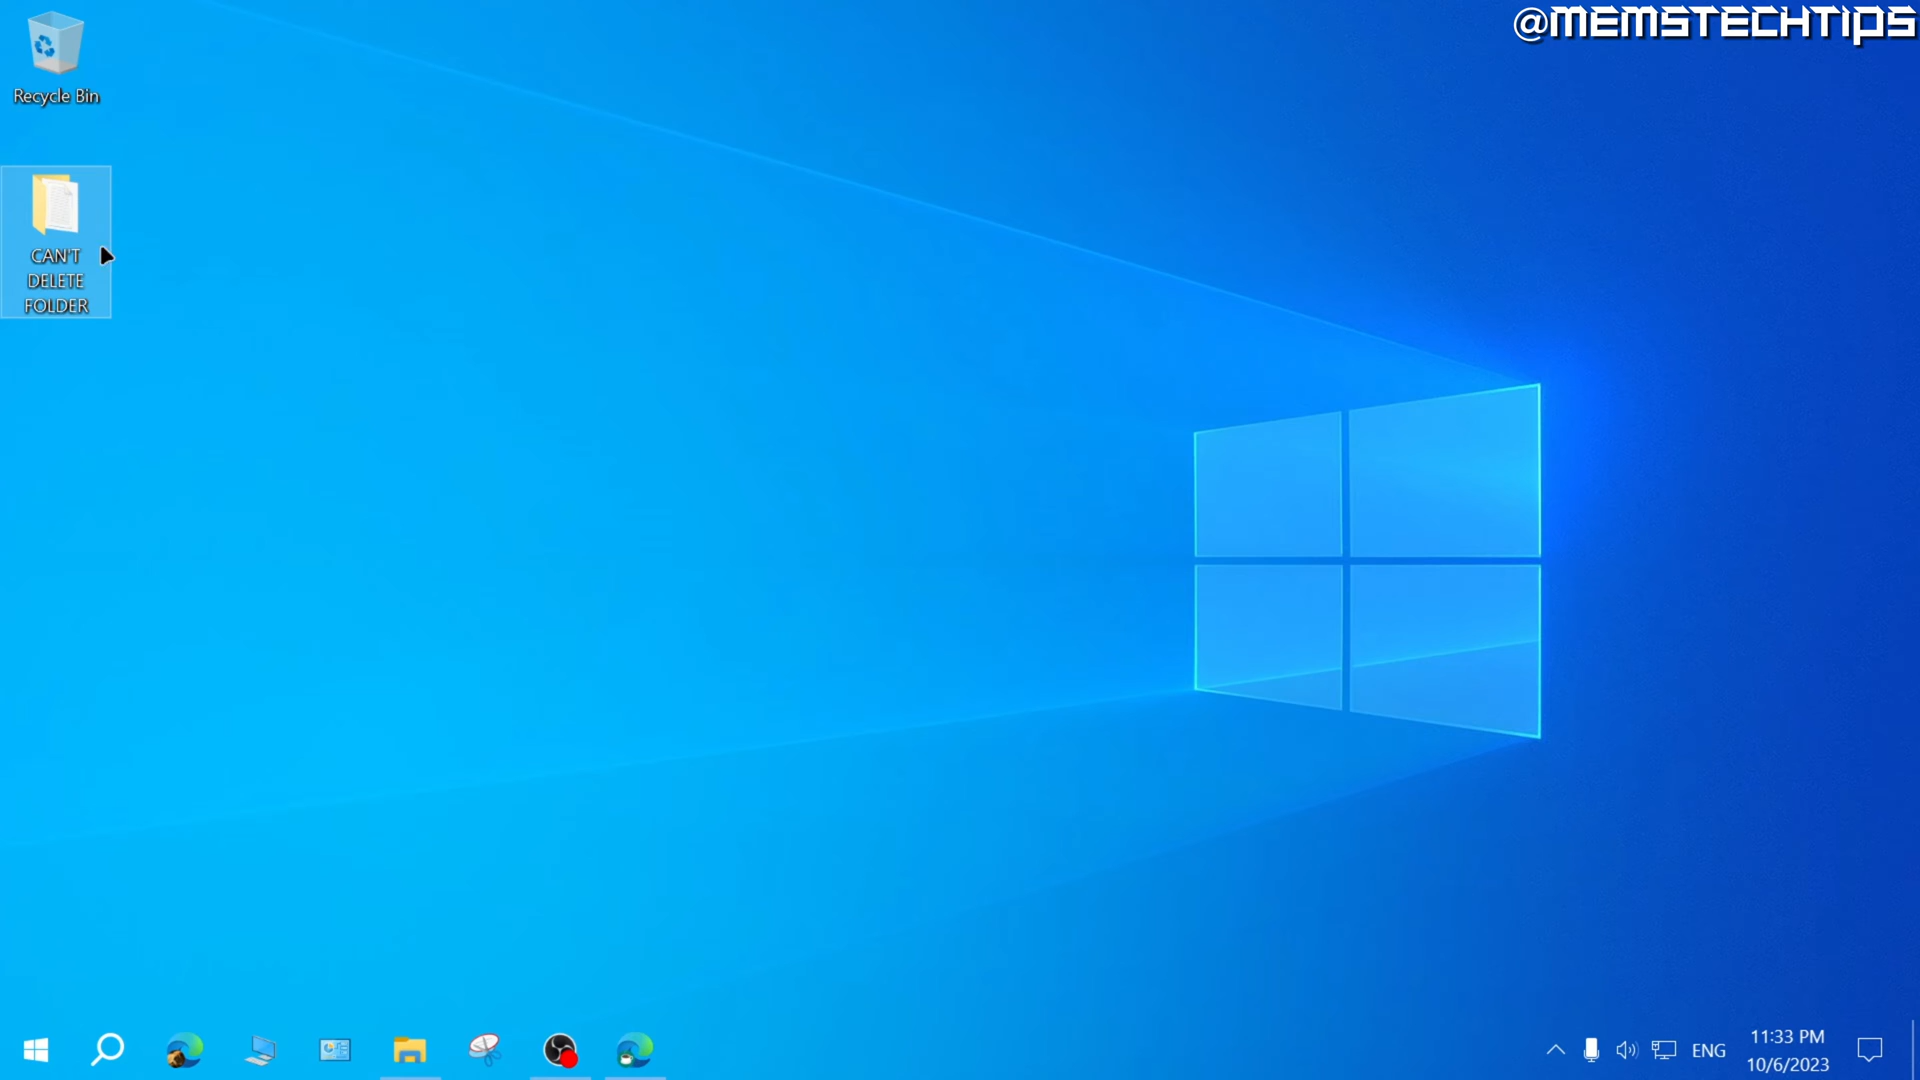 @MEMSTECHTIPS
Recycle Bin
CAN'T
DELETE
FOLDER
ENG
11:33 PM
10/6/2023